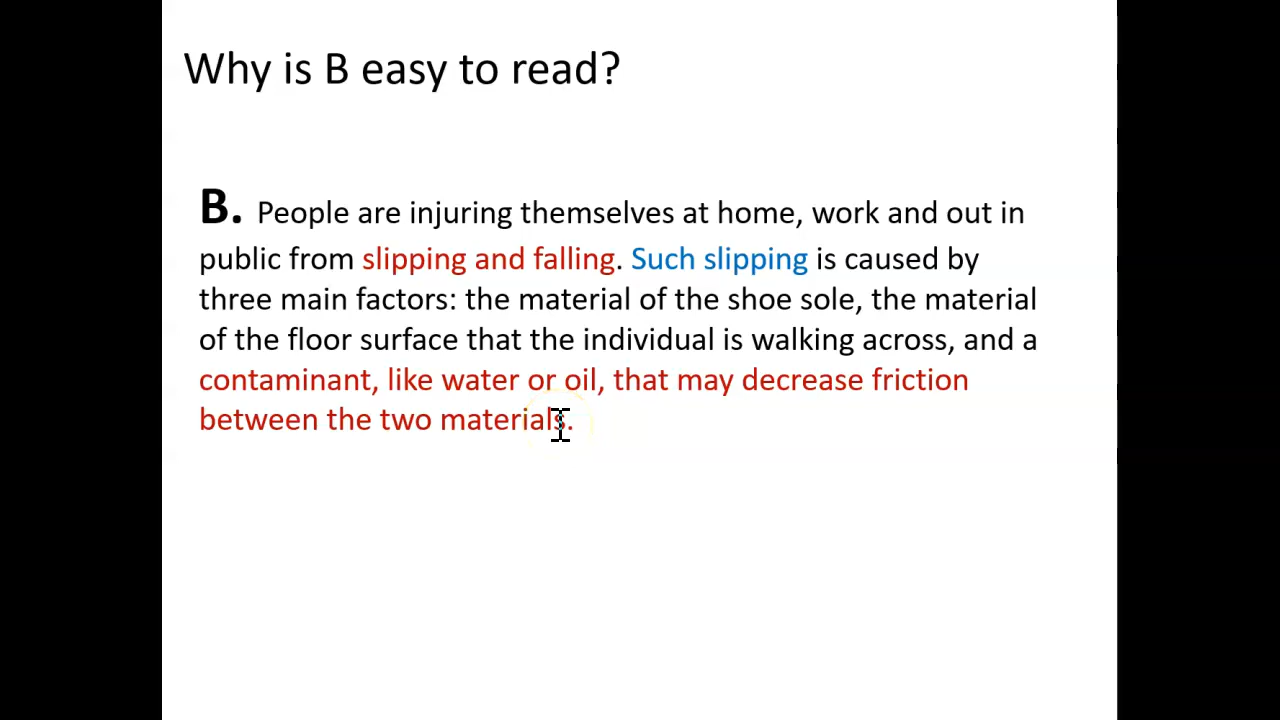 Why is B easy to read?
B. People are injuring themselves at home, work and out in
public from slipping and falling. Such slipping is caused by
three main factors: the material of the shoe sole, the material
of the floor surface that the individual is walking across, and a
contaminant, like water or oil, that may decrease friction
between the two materials.